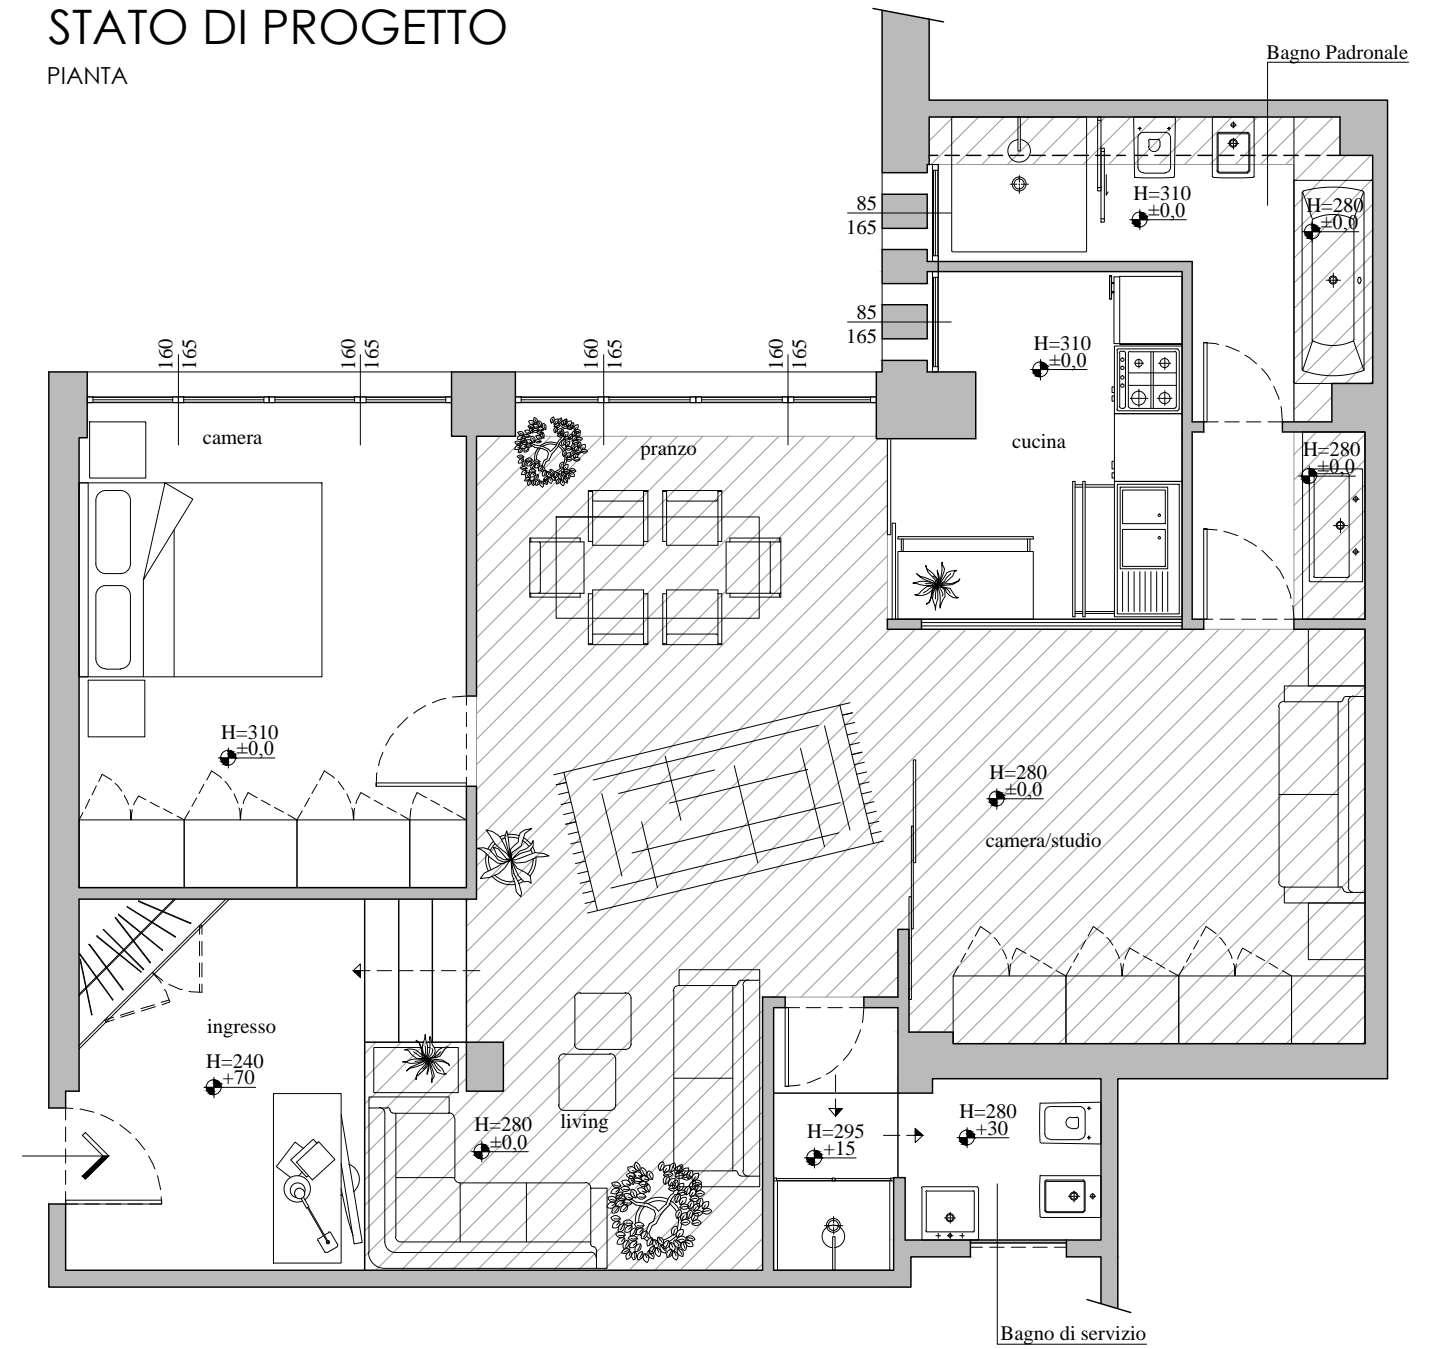 STATO DI PROGETTO
PIANTA
Bagno Padronale
H=310
±0,0
H=280
±0,0
85
165
85
165
H=310
±0,0
160
165
160
165
160
165
160
165
camera
pranzo
cucina
H=280
±0,0
H=310
±0,0
H=280
±0,0
camera/studio
ingresso
H=240
+70
living
H=280
±0,0
H=295
+15
H=280
+30
Bagno di servizio